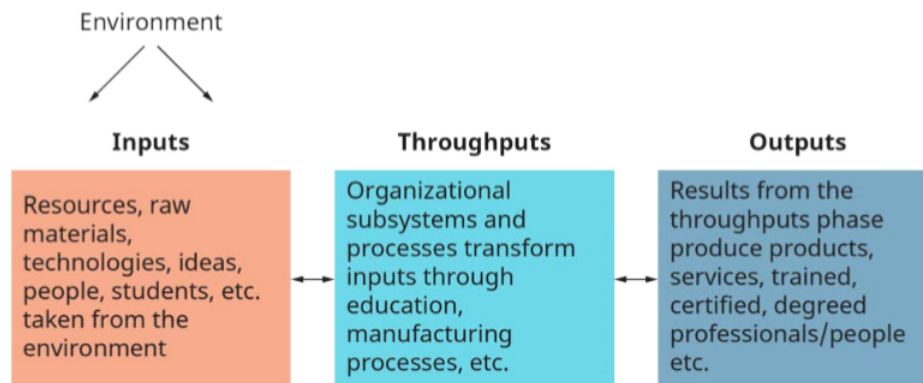 Environment
Inputs
Throughputs
Outputs
Resources, raw
materials,
technologies, ideas,
people, students, etc.
taken from the
environment
Organizational
subsystems and
processes transform
inputs through
education,
manufacturing
processes, etc.
Results from the
throughputs phase
produce products,
services, trained,
certified, degreed
professionals/people
etc.